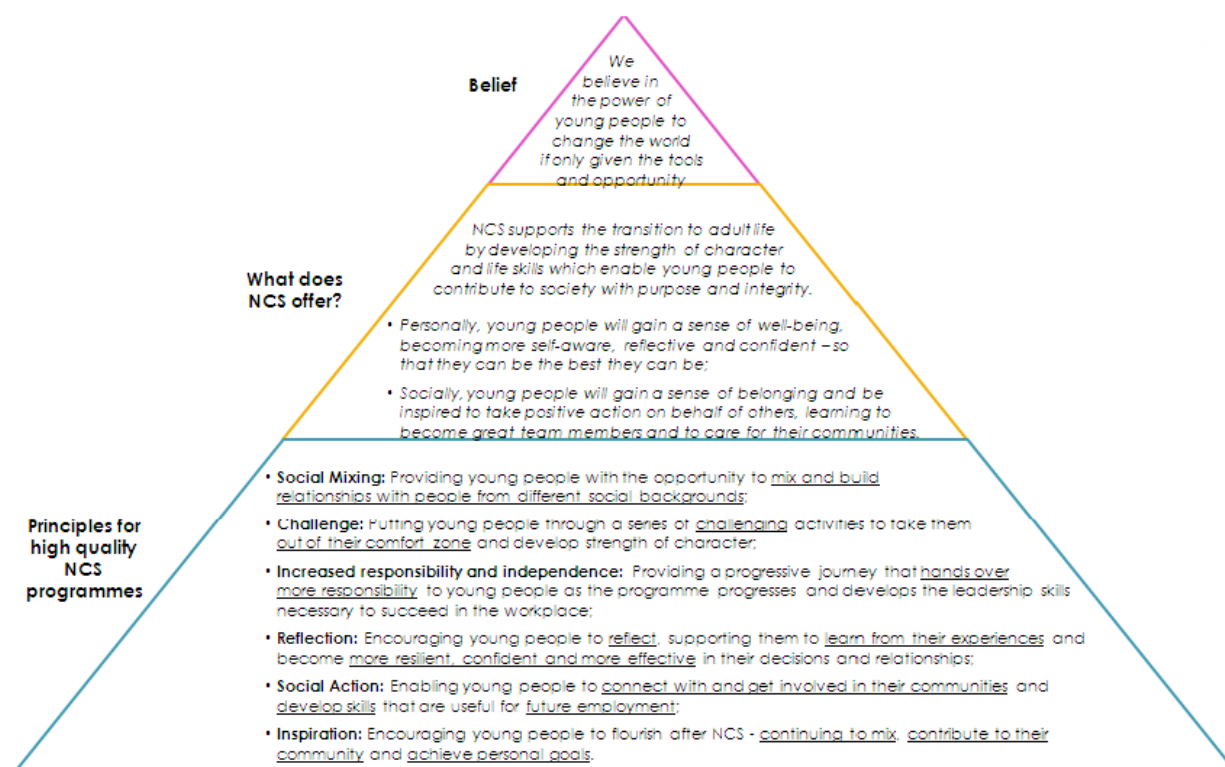 Belief
We
believe in
the power of
young people to
change the world
if only given the tools
and opportunity
What does
NCS offer?
NCS supports the transition to adult life
by developing the strength of character
and life skills which enable young people to
contribute to society with purpose and integrity.
• Personally, young people will gain a sense of well-being,
becoming more self-aware, reflective and confident – so
that they can be the best they can be;
• Socially, young people will gain a sense of belonging and be
inspired to take positive action on behalf of others, learning to
become great team members and to care for their communities.
Principles for
high quality
NCS
programmes
• Social Mixing: Providing young people with the opportunity to mix and build
relationships with people from different social backgrounds;
• Challenge: Putting young people through a series of challenging activities to take them
out of their comfort zone and develop strength of character;
• Increased responsibility and independence: Providing a progressive journey that hands over
more responsibility to young people as the programme progresses and develops the leadership skills
necessary to succeed in the workplace;
• Reflection: Encouraging young people to reflect, supporting them to learn from their experiences and
become more resilient, confident and more effective in their decisions and relationships;
• Social Action: Enabling young people to connect with and get involved in their communities and
develop skills that are useful for future employment;
• Inspiration: Encouraging young people to flourish after NCS - continuing to mix, contribute to their
community and achieve personal goals.